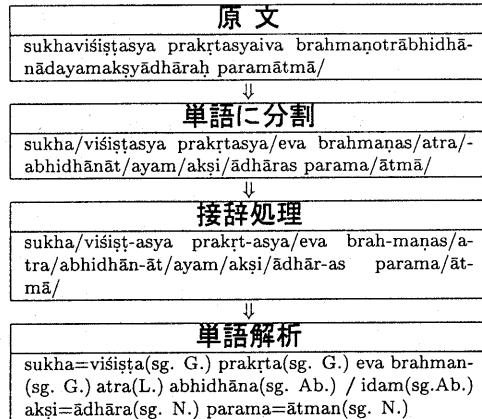 原文
sukhaviśiṣṭasya prakṛtasyaiva brahmaṇotrābhidhā-
nādayamakṣyādhāraḥ paramātmā/
⇓
単語に分割
sukha/viśiṣṭasya prakṛtasya/eva brahmaṇas/atra/-
abhidhānāt/ayam/akṣi/ādhāras parama/ātmā/
⇓
接辞処理
sukha/viśiṣṭ-asya prakṛt-asya/eva brah-maṇas/a-
tra/abhidhān-āt/ayam/akṣi/ādhār-as parama/āt-
mā/
⇓
単語解析
sukha=viśiṣṭa(sg. G.) prakṛta(sg. G.) eva brahman-
(sg. G.) atra(L.) abhidhāna(sg. Ab.) / idam(sg.Ab.)
akṣi=ādhāra(sg. N.) parama=ātman(sg. N.)